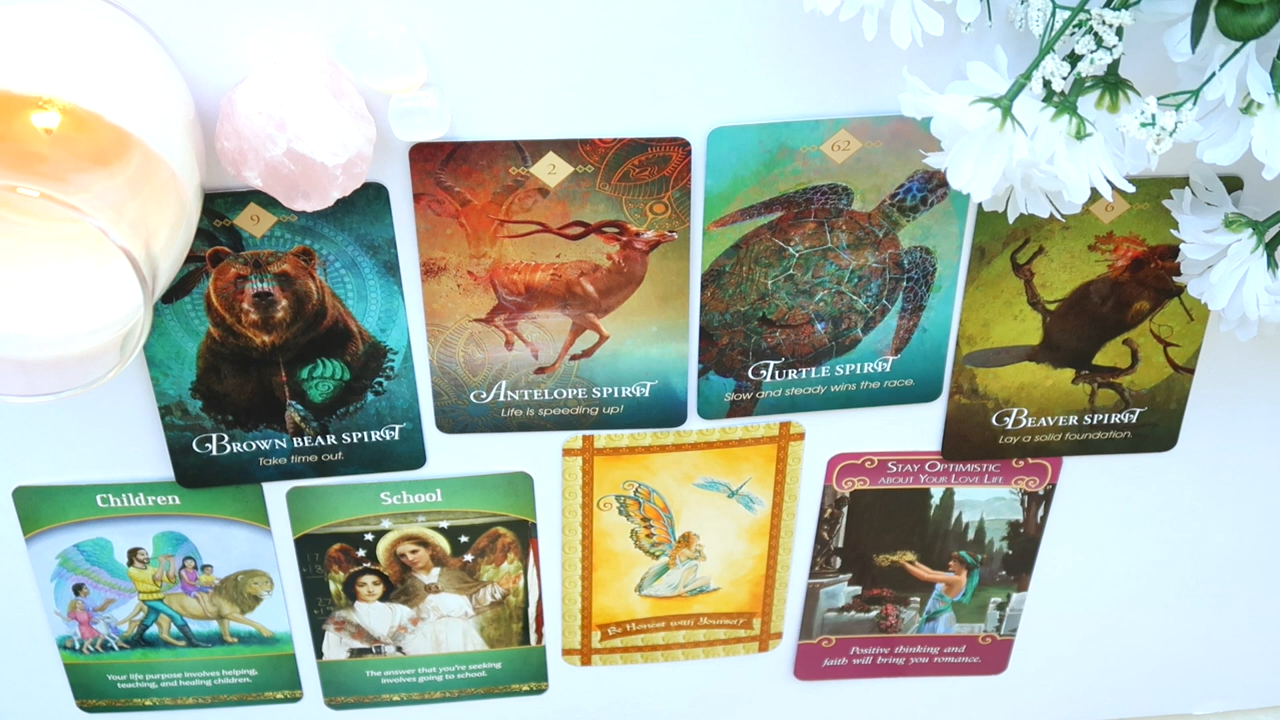 9
BROWN BEAR SPIRIT
Take time out.
2
ANTELOPE SPIRIT
Life is speeding up!
62
TURTLE SPIRIT
Slow and steady wins the race.
6
BEAVER SPIRIT
Lay a solid foundation.
Children
Your life purpose involves helping,
teaching, and healing children.
School
The answer that you're seeking
involves going to school.
Be Honest with Yourself
STAY OPTIMISTIC
ABOUT YOUR LOVE LIFE
Positive thinking and
faith will bring you romance.